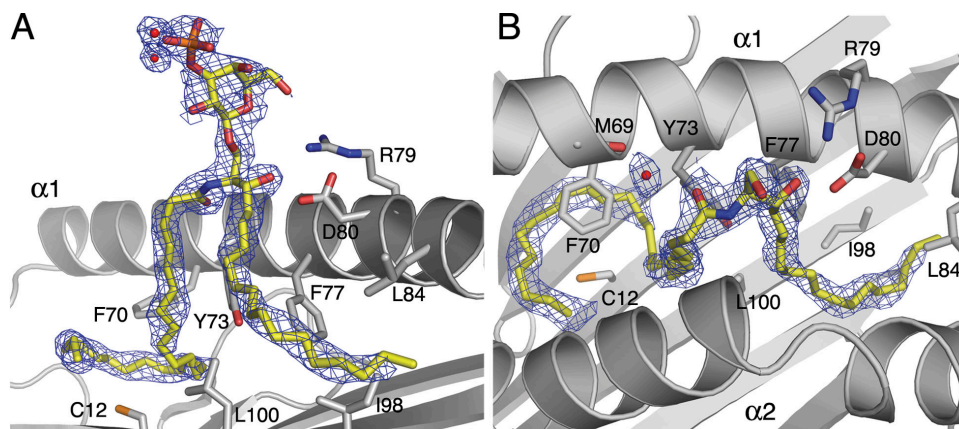 A
α1
R79
D80
F70
Y73
F77
L84
C12
L100
I98
B
α1
R79
M69
Y73
F77
D80
F70
I98
C12
L100
L84
α2